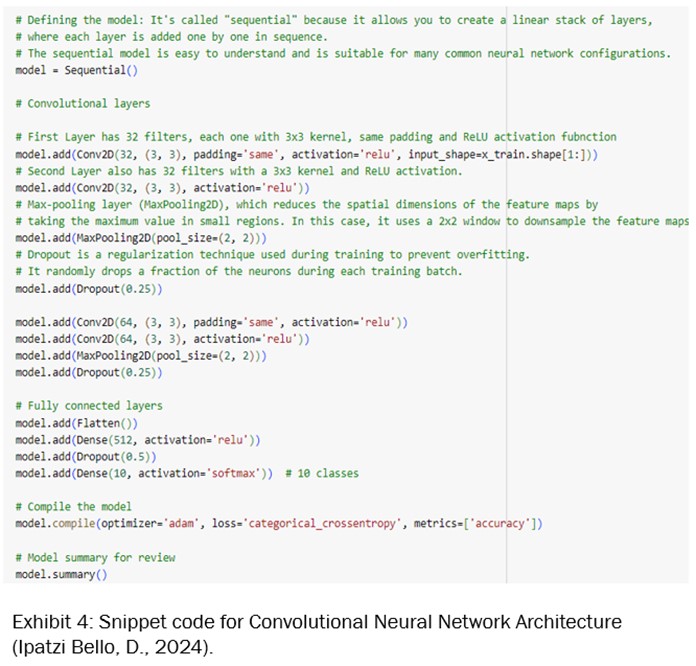 # Defining the model: It's called "sequential" because it allows you to create a linear stack of layers,
# where each layer is added one by one in sequence.
# The sequential model is easy to understand and is suitable for many common neural network configurations.
model = Sequential()
# Convolutional layers
# First Layer has 32 filters, each one with 3x3 kernel, same padding and ReLU activation fubnction
model.add(Conv2D(32, (3, 3), padding='same', activation='relu', input_shape=x_train.shape[1:]))
# Second Layer also has 32 filters with a 3x3 kernel and ReLU activation.
model.add(Conv2D(32, (3, 3), activation='relu'))
# Max-pooling layer (MaxPooling2D), which reduces the spatial dimensions of the feature maps by
# taking the maximum value in small regions. In this case, it uses a 2x2 window to downsample the feature maps
model.add(MaxPooling2D(pool_size=(2, 2)))
# Dropout is a regularization technique used during training to prevent overfitting.
# It randomly drops a fraction of the neurons during each training batch.
model.add(Dropout(0.25))
model.add(Conv2D(64, (3, 3), padding='same', activation='relu'))
model.add(Conv2D(64, (3, 3), activation='relu'))
model.add(MaxPooling2D(pool_size=(2, 2)))
model.add(Dropout(0.25))
# Fully connected layers
model.add(Flatten())
model.add(Dense(512, activation='relu'))
model.add(Dropout(0.5))
model.add(Dense(10, activation='softmax'))  # 10 classes
# Compile the model
model.compile(optimizer='adam', loss='categorical_crossentropy', metrics=['accuracy'])
# Model summary for review
model.summary()
Exhibit 4: Snippet code for Convolutional Neural Network Architecture
(Ipatzi Bello, D., 2024).